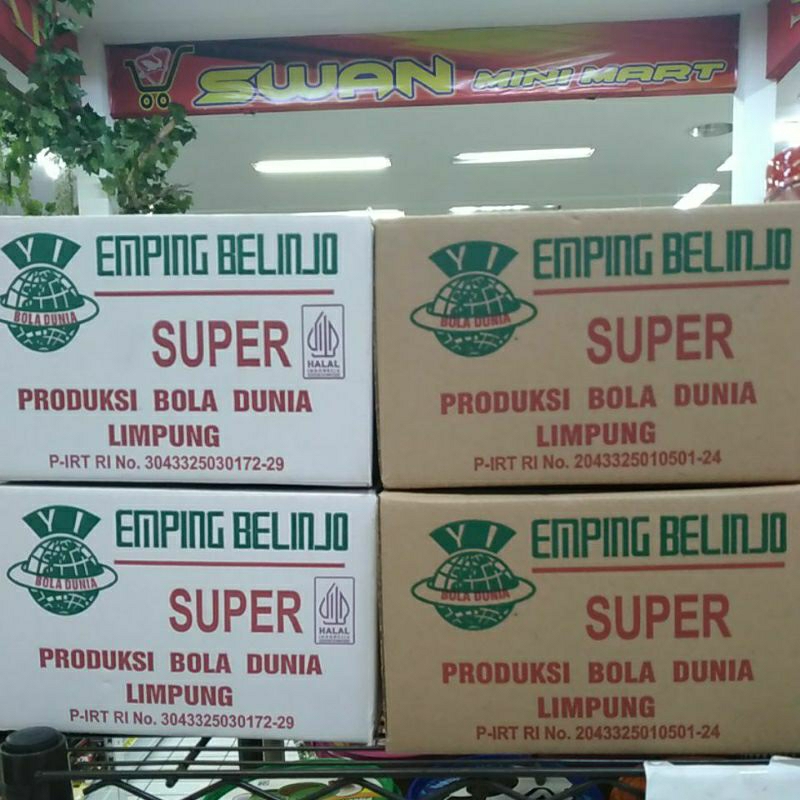 SWAN MINI MART
YI
EMPING BELINJO
BOLA DUNIA
SUPER
HALAL
INDONESIA
PRODUKSI BOLA DUNIA
LIMPUNG
P-IRT RI No. 3043325030172-29
YI
EMPING BELINJO
BOLA DUNIA
SUPER
PRODUKSI BOLA DUNIA
LIMPUNG
P-IRT RI No. 2043325010501-24
YI
EMPING BELINJO
BOLA DUNIA
SUPER
HALAL
INDONESIA
PRODUKSI BOLA DUNIA
LIMPUNG
P-IRT RI No. 3043325030172-29
YI
EMPING BELINJO
BOLA DUNIA
SUPER
PRODUKSI BOLA DUNIA
LIMPUNG
P-IRT RI No. 2043325010501-24